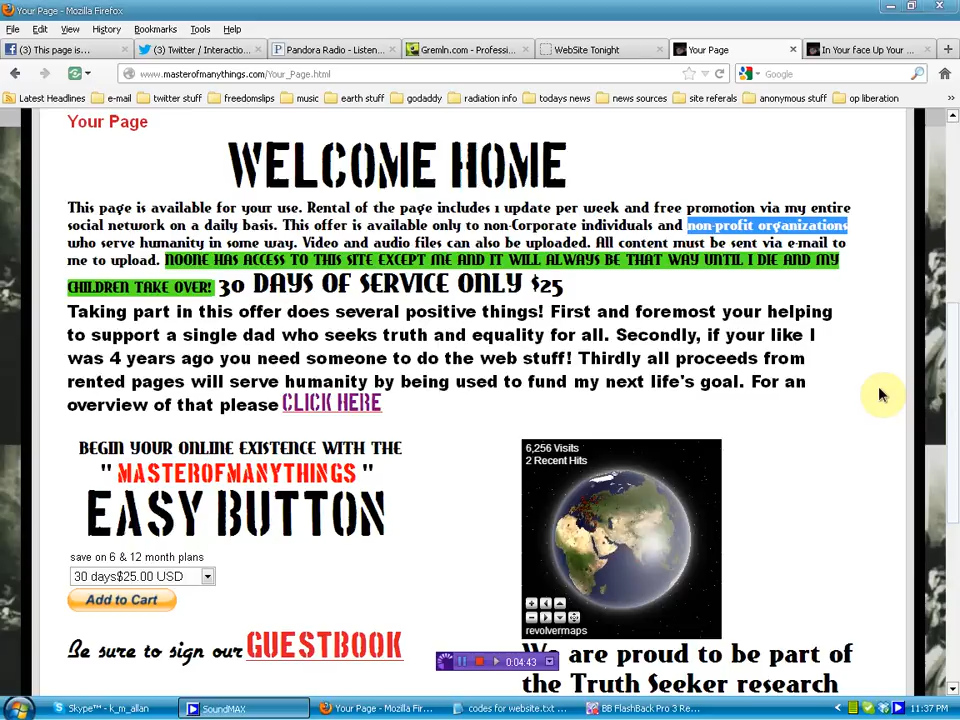 Your Page - Mozilla Firefox
File Edit View History Bookmarks Tools Help
(3) This page is... (3) Twitter / Interactio... Pandora Radio - Listen... Gremln.com - Professi... WebSite Tonight Your Page In Your face Up Your ...
www.masterofmanythings.com/Your_Page.html Google
Latest Headlines e-mail twitter stuff freedomslips music earth stuff godaddy radiation info todays news news sources site referals anonymous stuff op liberation
Your Page
WELCOME HOME
This page is available for your use. Rental of the page includes 1 update per week and free promotion via my entire
social network on a daily basis. This offer is available only to non-Corporate individuals and non-profit organizations
who serve humanity in some way. Video and audio files can also be uploaded. All content must be sent via e-mail to
me to upload. NOONE HAS ACCESS TO THIS SITE EXCEPT ME AND IT WILL ALWAYS BE THAT WAY UNTIL I DIE AND MY
CHILDREN TAKE OVER! 30 DAYS OF SERVICE ONLY $25
Taking part in this offer does several positive things! First and foremost your helping
to support a single dad who seeks truth and equality for all. Secondly, if your like I
was 4 years ago you need someone to do the web stuff! Thirdly all proceeds from
rented pages will serve humanity by being used to fund my next life's goal. For an
overview of that please CLICK HERE
BEGIN YOUR ONLINE EXISTENCE WITH THE
" MASTEROFMANYTHINGS "
EASY BUTTON
save on 6 & 12 month plans
30 days$25.00 USD
Add to Cart
Be sure to sign our GUESTBOOK
6,256 Visits
2 Recent Hits
revolvermaps
We are proud to be part of
the Truth Seeker research
0:04:43
Skype™ - k_m_allan SoundMAX Your Page - Mozilla Fir... codes for website.txt ... BB FlashBack Pro 3 Re... 11:37 PM